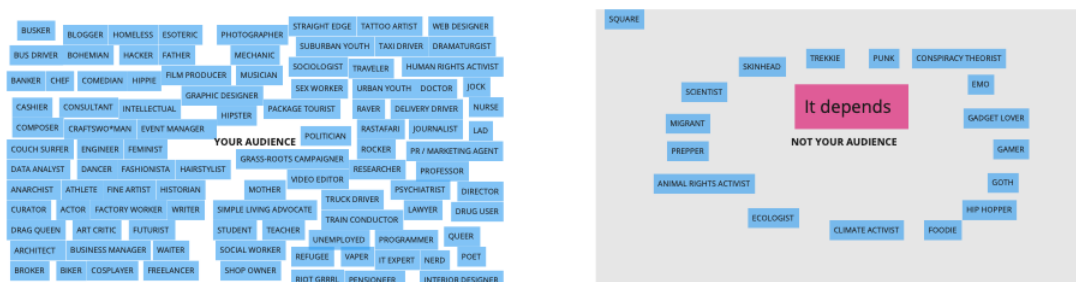 BUSKER
BLOGGER HOMELESS ESOTERIC
PHOTOGRAPHER
STRAIGHT EDGE TATTOO ARTIST WEB DESIGNER
BUS DRIVER BOHEMIAN HACKER FATHER
MECHANIC
SUBURBAN YOUTH TAXI DRIVER DRAMATURGIST
BANKER CHEF COMEDIAN HIPPIE FILM PRODUCER MUSICIAN
SOCIOLOGIST TRAVELER HUMAN RIGHTS ACTIVIST
GRAPHIC DESIGNER
SEX WORKER URBAN YOUTH DOCTOR JOCK
CASHIER CONSULTANT INTELLECTUAL
HIPSTER PACKAGE TOURIST RAVER DELIVERY DRIVER NURSE
COMPOSER CRAFTSWO*MAN EVENT MANAGER
YOUR AUDIENCE
POLITICIAN RASTAFARI JOURNALIST LAD
COUCH SURFER ENGINEER FEMINIST
GRASS-ROOTS CAMPAIGNER ROCKER PR / MARKETING AGENT
DATA ANALYST DANCER FASHIONISTA HAIRSTYLIST
VIDEO EDITOR RESEARCHER PROFESSOR
ANARCHIST ATHLETE FINE ARTIST HISTORIAN
MOTHER TRUCK DRIVER PSYCHIATRIST DIRECTOR
CURATOR ACTOR FACTORY WORKER WRITER
SIMPLE LIVING ADVOCATE TRAIN CONDUCTOR LAWYER DRUG USER
DRAG QUEEN ART CRITIC FUTURIST
STUDENT TEACHER UNEMPLOYED PROGRAMMER QUEER
ARCHITECT BUSINESS MANAGER WAITER
SOCIAL WORKER REFUGEE VAPER IT EXPERT NERD POET
BROKER BIKER COSPLAYER FREELANCER
SHOP OWNER RIOT GRRRL PENSIONEER INTERIOR DESIGNER
SQUARE
TREKKIE PUNK CONSPIRACY THEORIST
SKINHEAD
EMO
SCIENTIST
It depends
GADGET LOVER
MIGRANT
NOT YOUR AUDIENCE
PREPPER
GAMER
ANIMAL RIGHTS ACTIVIST
GOTH
ECOLOGIST
HIP HOPPER
CLIMATE ACTIVIST FOODIE